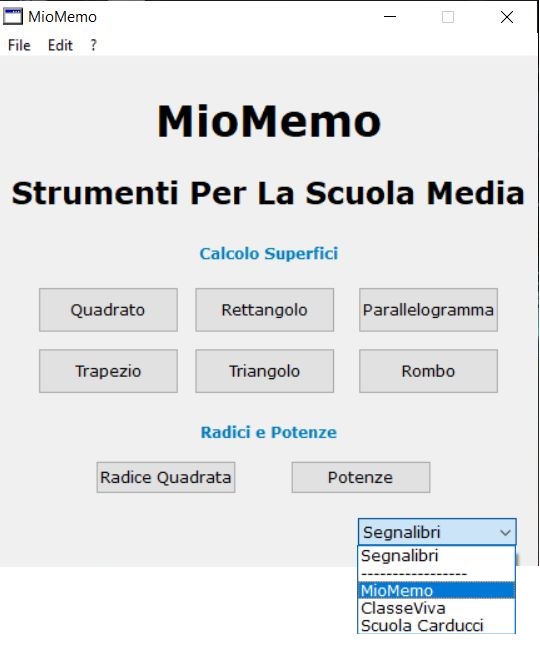 MioMemo
File Edit ?
MioMemo
Strumenti Per La Scuola Media
Calcolo Superfici
Quadrato Rettangolo Parallelogramma
Trapezio Triangolo Rombo
Radici e Potenze
Radice Quadrata Potenze
Segnalibri
Segnalibri
-----------------
MioMemo
ClasseViva
Scuola Carducci